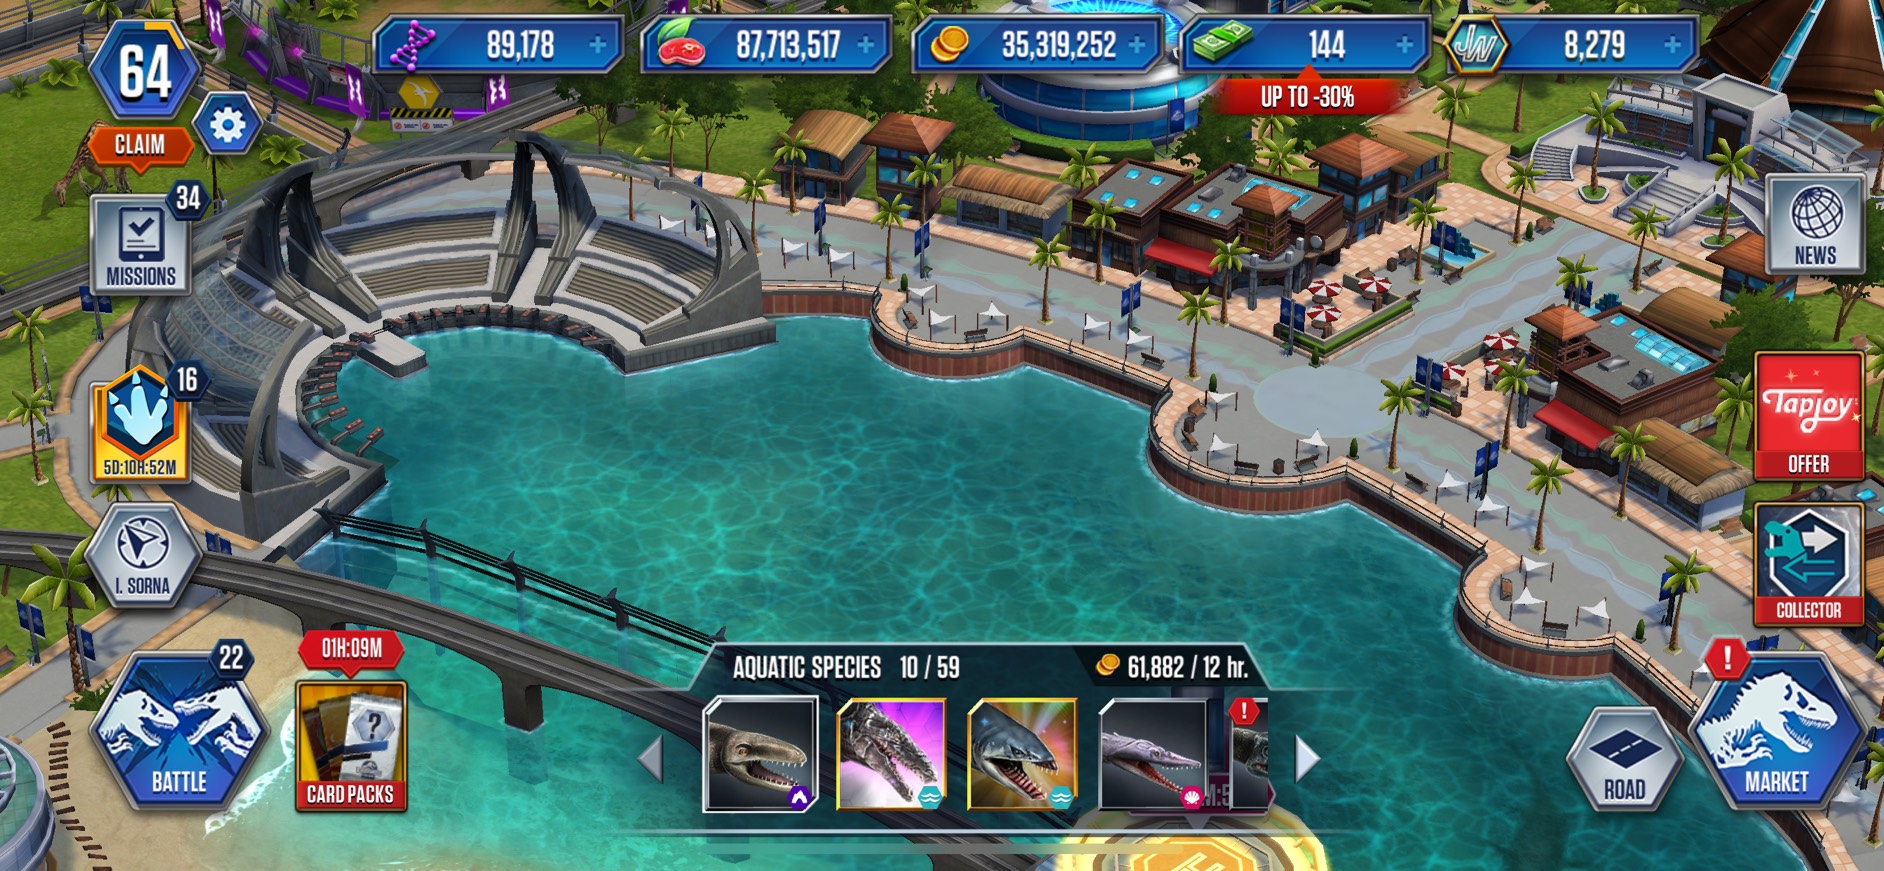 64
89,178
87,713,517
35,319,252
144
8,279
JW
UP TO -30%
CLAIM
34
MISSIONS
NEWS
16
5D:10H:52M
Tapjoy
OFFER
I. SORNA
COLLECTOR
22
BATTLE
01H:09M
?
CARD PACKS
AQUATIC SPECIES 10 / 59
61,882 / 12 hr.
!
!
ROAD
MARKET